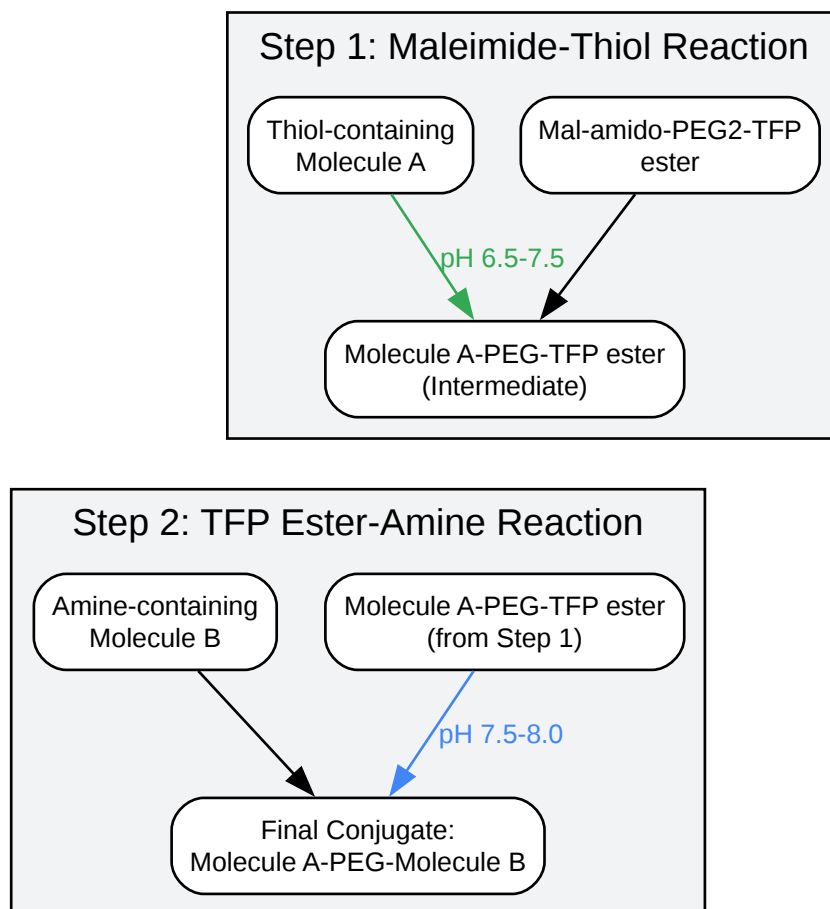 Step 1: Maleimide-Thiol Reaction
Thiol-containing
Molecule A
Mal-amido-PEG2-TFP
ester
pH 6.5-7.5
Molecule A-PEG-TFP ester
(Intermediate)
Step 2: TFP Ester-Amine Reaction
Amine-containing
Molecule B
Molecule A-PEG-TFP ester
(from Step 1)
pH 7.5-8.0
Final Conjugate:
Molecule A-PEG-Molecule B